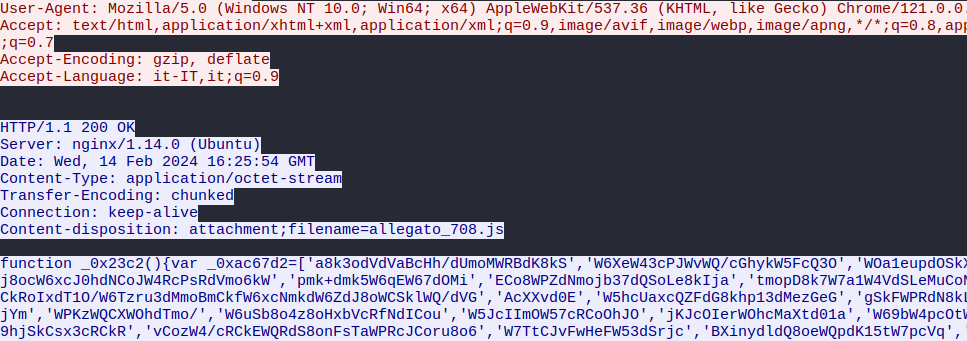 User-Agent: Mozilla/5.0 (Windows NT 10.0; Win64; x64) AppleWebKit/537.36 (KHTML, like Gecko) Chrome/121.0.0.
Accept: text/html,application/xhtml+xml,application/xml;q=0.9,image/avif,image/webp,image/apng,*/*;q=0.8,app
;q=0.7
Accept-Encoding: gzip, deflate
Accept-Language: it-IT,it;q=0.9
HTTP/1.1 200 OK
Server: nginx/1.14.0 (Ubuntu)
Date: Wed, 14 Feb 2024 16:25:54 GMT
Content-Type: application/octet-stream
Transfer-Encoding: chunked
Connection: keep-alive
Content-disposition: attachment;filename=allegato_708.js
function _0x23c2(){var _0xac67d2=['a8k3odVdVaBcHh/dUmoMWRBdK8kS','W6XeW43cPJWvWQ/cGhykW5FcQ3O','WOa1eupdOSkX
j8ocW6xcJ0hdNCoJW4RcPsRdVmo6kW','pmk+dmk5W6qEW67dOMi','ECo8WPZdNmojb37dQSoLe8kIja','tmopD8k7W7a1W4VdSLeMuCoN
CkRoIxdT1O/W6Tzru3dMmoBmCkfW6xcNmkdW6ZdJ8oWCSklWQ/dVG','AcXXvd0E','W5hcUaxcQZFdG8khp13dMezGeG','gSkFWPRdN8kL
jYm','WPKzWQCXWOhdTmo/','W6uSb8o4z8oHxbVcRfNdICou','W5JcIImOW57cRCoOhJO','jKJcOIerWOhcMaXtd01a','W69bW4pcOtW
9hjSkCsx3cRCkR','vCozW4/cRCkEWQRdS8onFsTaWPRcJCoru8o6','W7TtCJvFwHeFW53dSrjc','BXinydldQ8oeWQpdK15tW7pcVq','